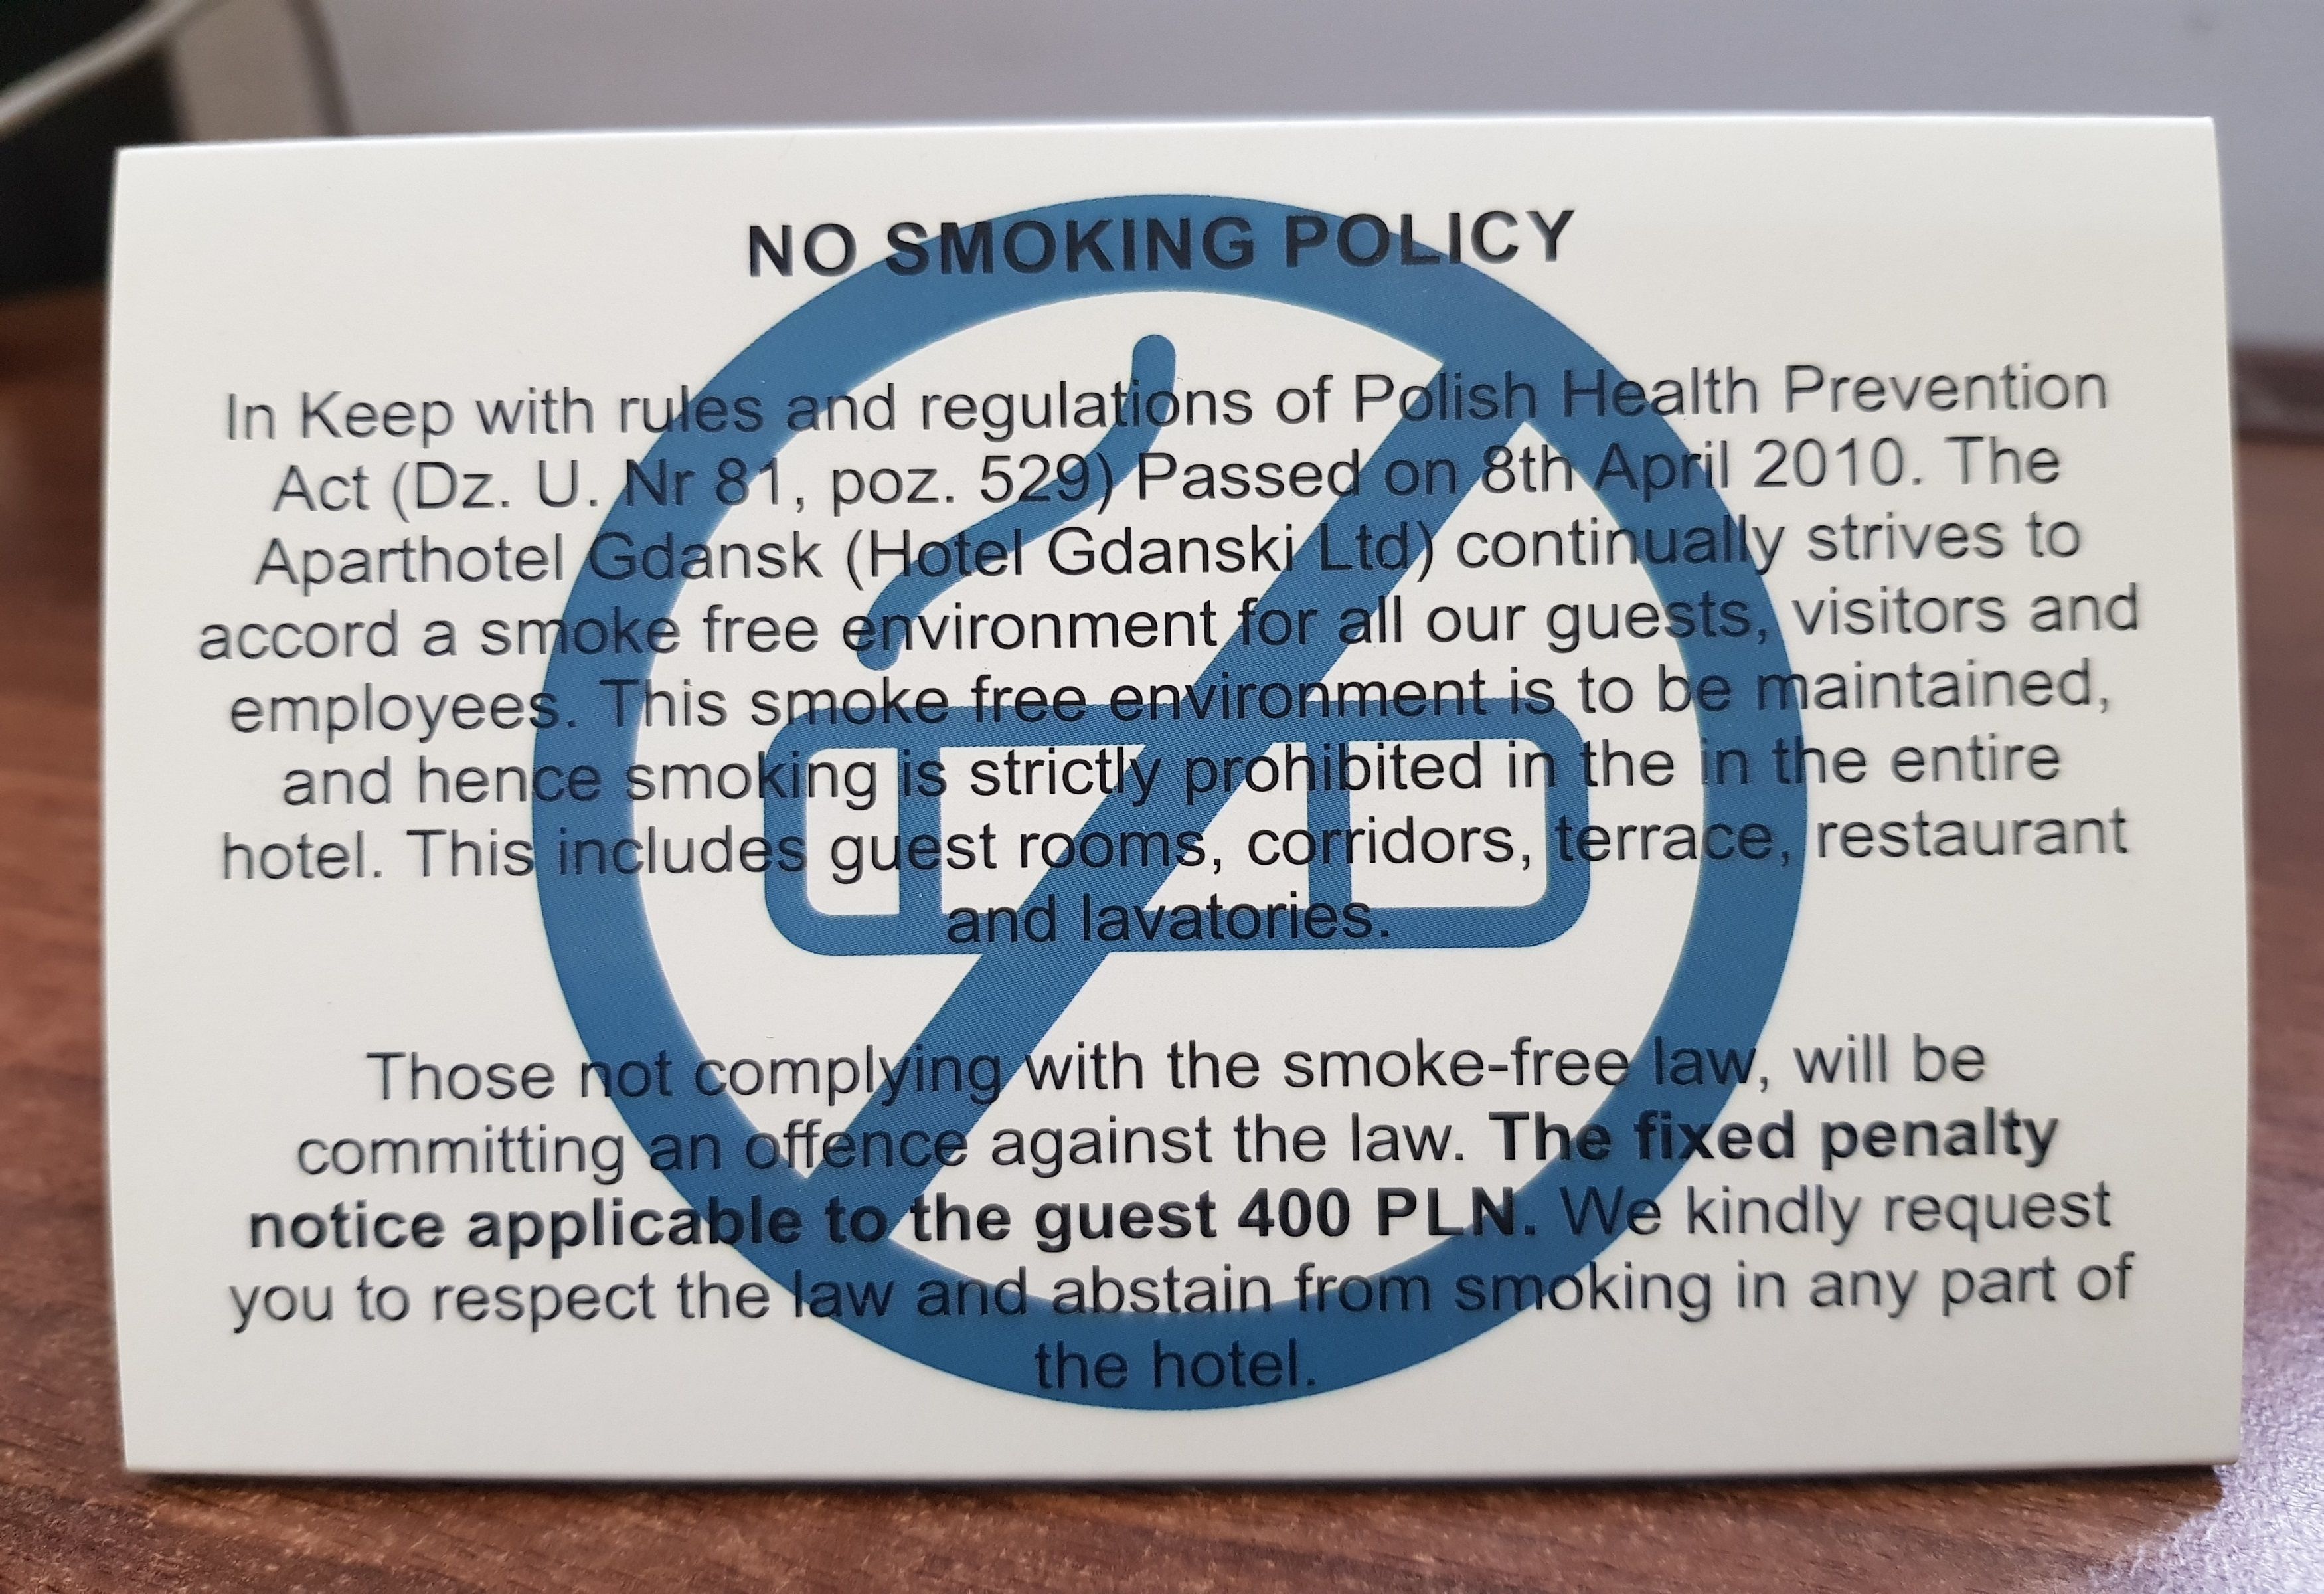 NO SMOKING POLICY
In Keep with rules and regulations of Polish Health Prevention
Act (Dz. U. Nr 81, poz. 529) Passed on 8th April 2010. The
Aparthotel Gdansk (Hotel Gdanski Ltd) continually strives to
accord a smoke free environment for all our guests, visitors and
employees. This smoke free environment is to be maintained,
and hence smoking is strictly prohibited in the in the entire
hotel. This includes guest rooms, corridors, terrace, restaurant
and lavatories.
Those not complying with the smoke-free law, will be
committing an offence against the law. The fixed penalty
notice applicable to the guest 400 PLN. We kindly request
you to respect the law and abstain from smoking in any part of
the hotel.